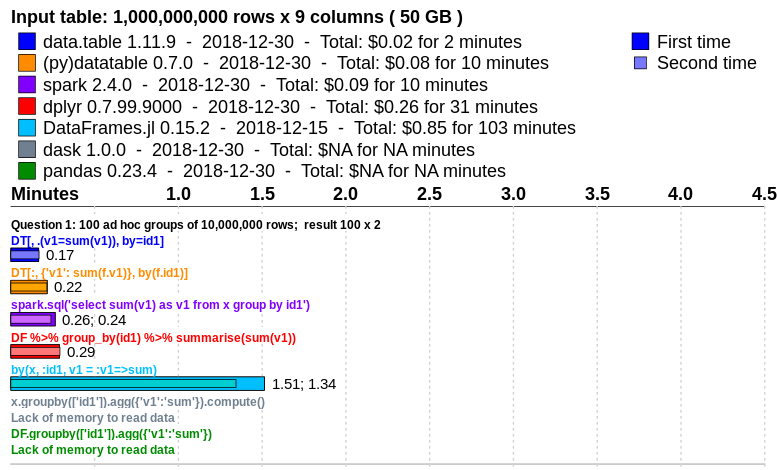 Input table: 1,000,000,000 rows x 9 columns ( 50 GB )
data.table 1.11.9 - 2018-12-30 - Total: $0.02 for 2 minutes
First time
(py)datatable 0.7.0 - 2018-12-30 - Total: $0.08 for 10 minutes
Second time
spark 2.4.0 - 2018-12-30 - Total: $0.09 for 10 minutes
dplyr 0.7.99.9000 - 2018-12-30 - Total: $0.26 for 31 minutes
DataFrames.jl 0.15.2 - 2018-12-15 - Total: $0.85 for 103 minutes
dask 1.0.0 - 2018-12-30 - Total: $NA for NA minutes
pandas 0.23.4 - 2018-12-30 - Total: $NA for NA minutes
Minutes 1.0 1.5 2.0 2.5 3.0 3.5 4.0 4.5
Question 1: 100 ad hoc groups of 10,000,000 rows; result 100 x 2
DT[, .(v1=sum(v1)), by=id1]
0.17
DT[:, {'v1': sum(f.v1)}, by(f.id1)]
0.22
spark.sql('select sum(v1) as v1 from x group by id1')
0.26; 0.24
DF %>% group_by(id1) %>% summarise(sum(v1))
0.29
by(x, :id1, v1 = :v1=>sum)
1.51; 1.34
x.groupby(['id1']).agg({'v1':'sum'}).compute()
Lack of memory to read data
DF.groupby(['id1']).agg({'v1':'sum'})
Lack of memory to read data